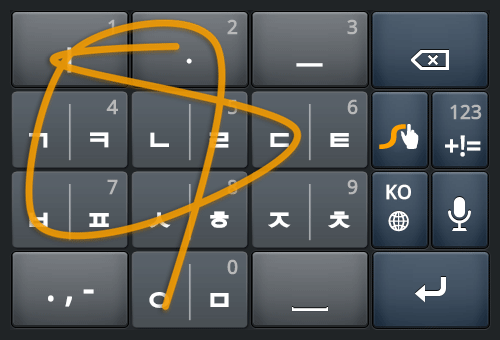 1 ㅣ 2 · 3 ㅡ
4 ㄱ ㅋ 5 ㄴ ㄹ 6 ㄷ ㅌ 123 +!=
7 ㅂ ㅍ 8 ㅅ ㅎ 9 ㅈ ㅊ KO
.,- 0 ㅇ ㅁ